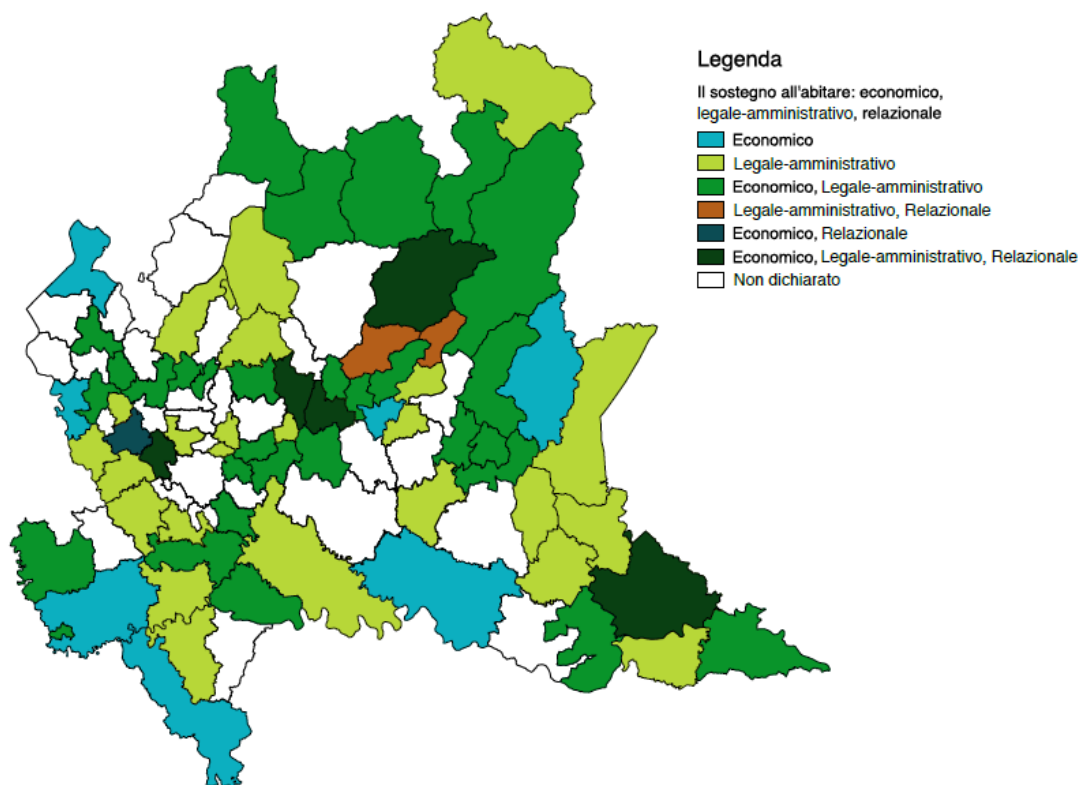 Legenda
Il sostegno all'abitare: economico,
legale-amministrativo, relazionale
Economico
Legale-amministrativo
Economico, Legale-amministrativo
Legale-amministrativo, Relazionale
Economico, Relazionale
Economico, Legale-amministrativo, Relazionale
Non dichiarato